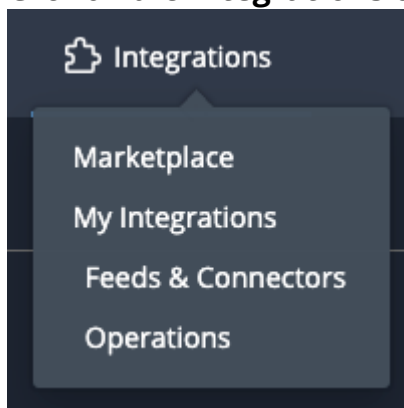 Integrations
Marketplace
My Integrations
Feeds & Connectors
Operations